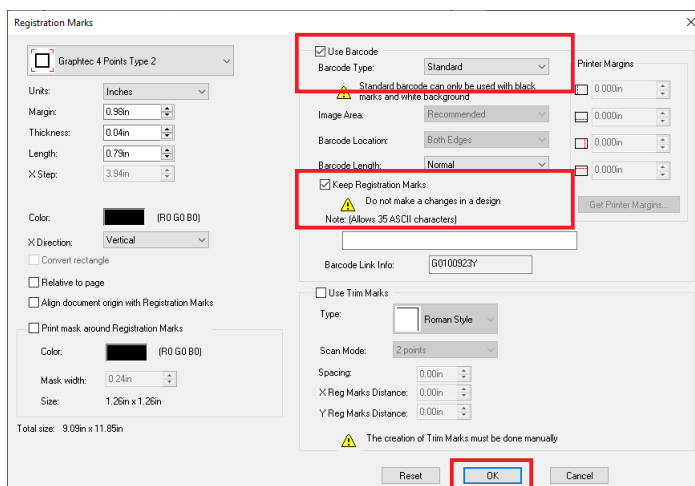 Registration Marks
Graphtec 4 Points Type 2
Units:
Inches
Margin:
0.98in
Thickness:
0.04in
Length:
0.79in
X Step:
3.94in
Color:
(R0 G0 B0)
X Direction:
Vertical
Convert rectangle
Relative to page
Align document origin with Registration Marks
Print mask around Registration Marks
Color:
(R0 G0 B0)
Mask width:
0.24in
Size:
1.26in x 1.26in
Total size: 9.09in x 11.85in
Use Barcode
Barcode Type:
Standard
Standard barcode can only be used with black
marks and white background
Image Area:
Recommended
Barcode Location:
Both Edges
Barcode Length:
Normal
Keep Registration Marks
Do not make a changes in a design
Note: (Allows 35 ASCII characters)
Barcode Link Info:
G0100923Y
Printer Margins
0.000in
0.000in
0.000in
0.000in
Get Printer Margins...
Use Trim Marks
Type:
Roman Style
Scan Mode:
2 points
Spacing:
0.00in
X Reg Marks Distance:
0.00in
Y Reg Marks Distance:
0.00in
The creation of Trim Marks must be done manually
Reset
OK
Cancel